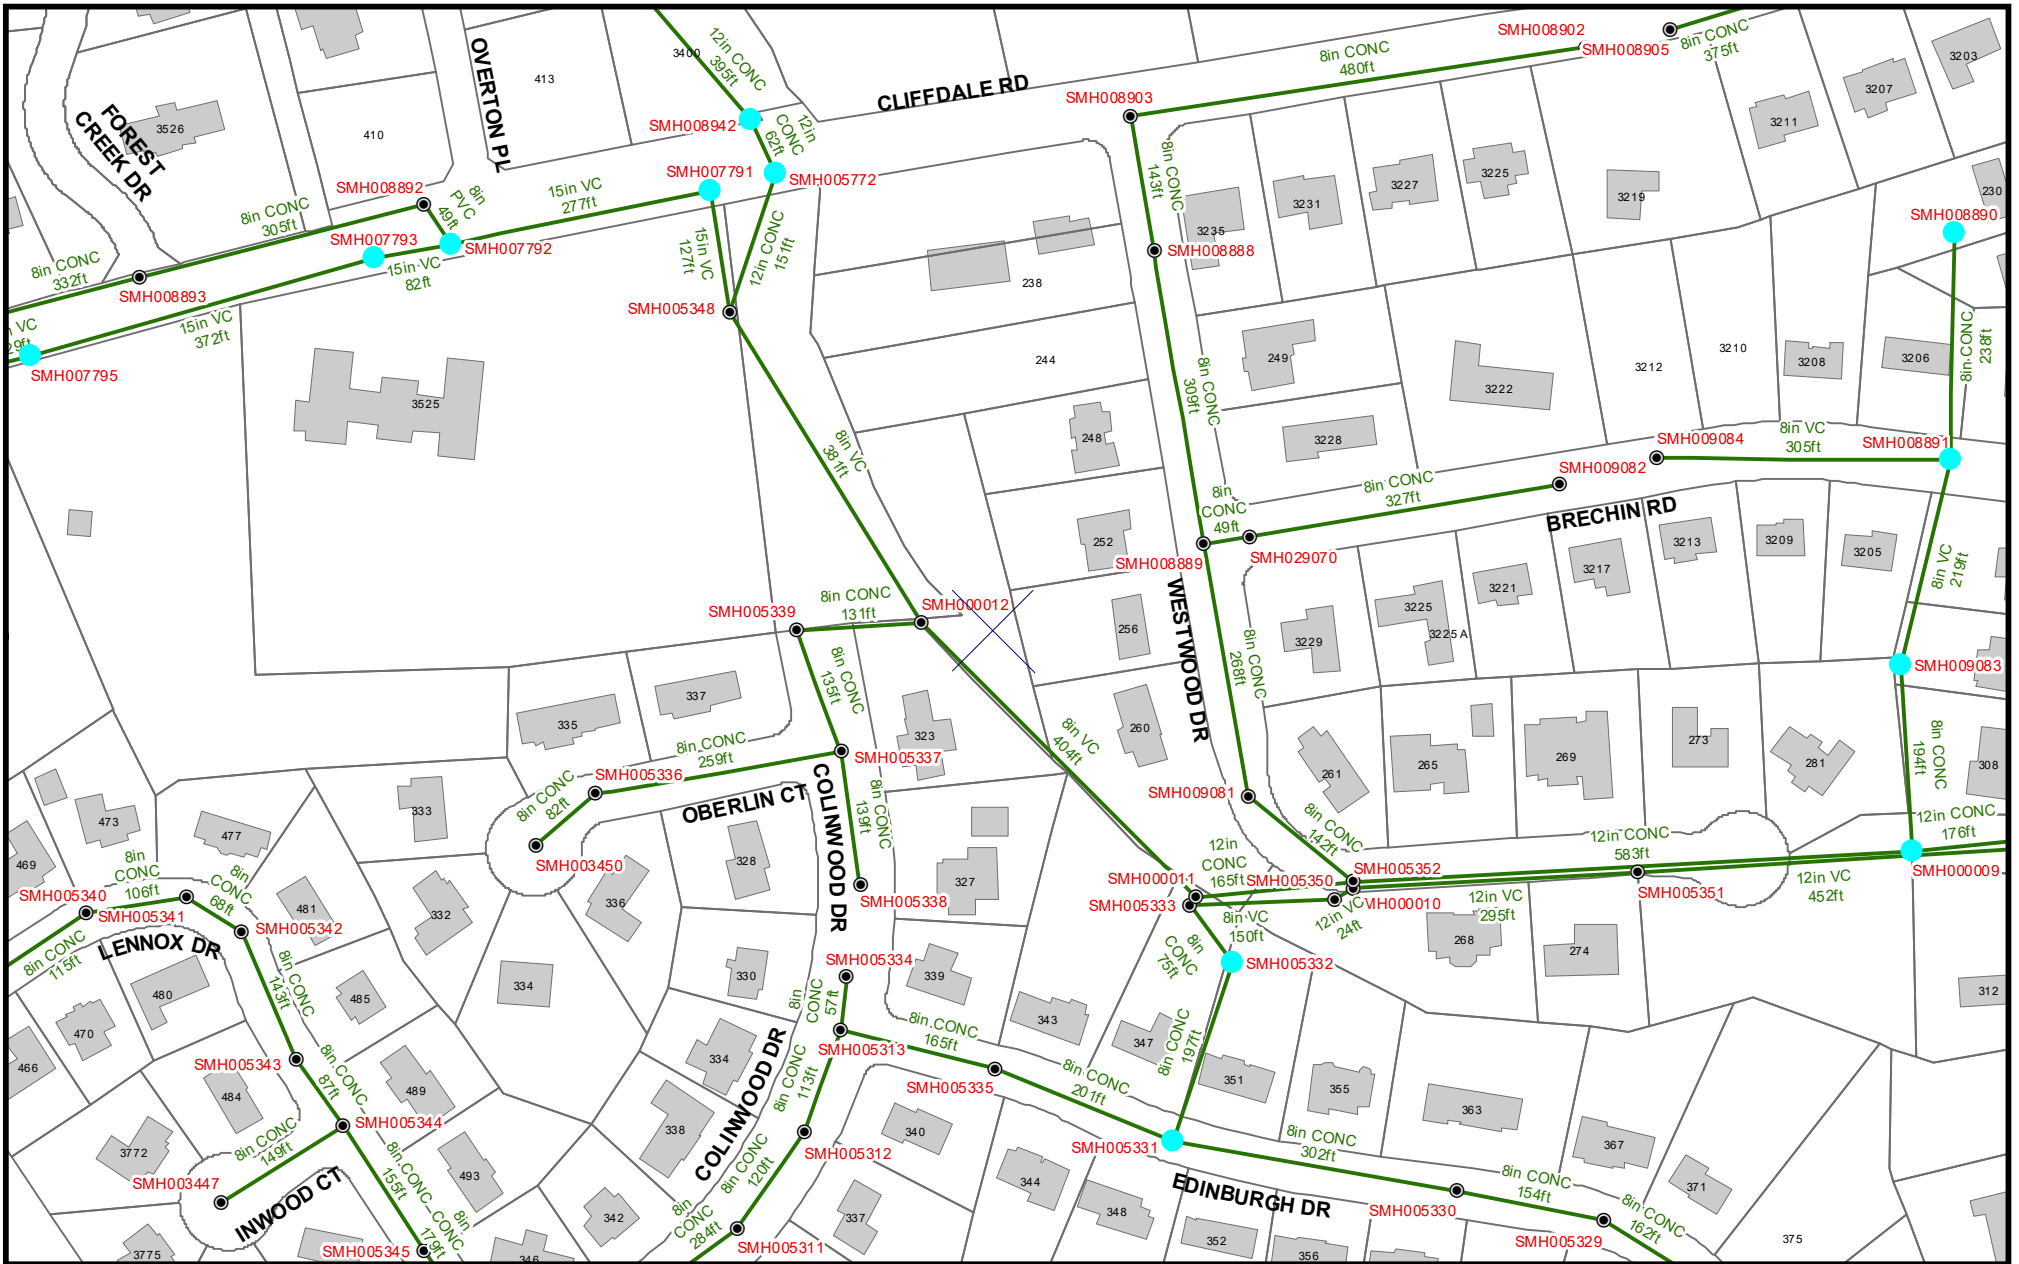 SMH008902
12in CONC
395ft
3400
OVERTON PL
413
8in CONC
480ft
SMH008905
8in CONC
375ft
3203
CLIFFDALE RD
SMH008903
3207
3211
FOREST
CREEK DR
3526
410
SMH008942
12in
CONC
62ft
SMH007791
SMH005772
8in CONC
143ft
3231
3227
3225
3219
230
SMH008892
8in
PVC
49ft
15in VC
277ft
8in CONC
305ft
SMH007793
SMH007792
15in VC
82ft
15in VC
127ft
12in CONC
151ft
3235
SMH008888
SMH008890
8in CONC
332ft
SMH008893
238
SMH005348
15in VC
372ft
VC
29ft
SMH007795
3525
244
8in CONC
309ft
249
3222
3212
3210
3208
3206
8in CONC
238ft
248
3228
8in VC
381ft
SMH009084
8in VC
305ft
SMH008891
SMH009082
8in CONC
327ft
8in
CONC
49ft
BRECHIN RD
252
SMH008889
SMH029070
3213
3209
3205
3217
3221
3225
3225A
8in VC
219ft
WESTWOOD DR
SMH005339
8in CONC
131ft
SMH000012
256
3229
8in CONC
268ft
SMH009083
8in CONC
135ft
335
337
323
260
8in VC
404ft
261
265
269
273
281
308
8in CONC
194ft
8in CONC
259ft
SMH005337
SMH005336
8in CONC
82ft
OBERLIN CT
COLINWOOD DR
8in CONC
139ft
SMH009081
8in CONC
142ft
333
473
477
469
SMH003450
328
327
12in CONC
583ft
12in CONC
176ft
8in
CONC
106ft
8in
CONC
68ft
SMH005340
SMH005341
SMH005342
481
332
336
SMH005338
12in
CONC
165ft
SMH000011
SMH005350
SMH005352
SMH005333
MH000010
SMH005351
SMH000009
12in VC
452ft
12in VC
295ft
12in VC
24ft
8in VC
150ft
LENNOX DR
8in CONC
115ft
8in CONC
143ft
8in
CONC
75ft
268
274
SMH005332
SMH005334
480
485
334
330
339
8in
CONC
57ft
312
470
466
343
347
8in CONC
165ft
SMH005313
SMH005343
8in CONC
87ft
334
COLINWOOD DR
8in CONC
113ft
SMH005335
8in CONC
201ft
8in CONC
197ft
351
355
363
484
489
SMH005344
338
340
SMH005331
8in CONC
302ft
367
3772
8in CONC
149ft
SMH005312
SMH003447
8in CONC
155ft
493
8in CONC
120ft
344
348
EDINBURGH DR
8in CONC
154ft
371
SMH005330
INWOOD CT
342
337
8in
CONC
284ft
SMH005311
352
356
SMH005329
8in CONC
162ft
375
3775
SMH005345
8in
CONC
179ft
346